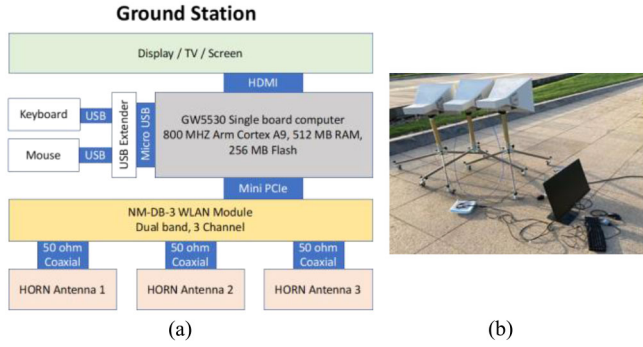 Ground Station
Display / TV / Screen
HDMI
Keyboard
USB
Mouse
USB
USB Extender
Micro USB
GW5530 Single board computer
800 MHZ Arm Cortex A9, 512 MB RAM,
256 MB Flash
Mini PCIe
NM-DB-3 WLAN Module
Dual band, 3 Channel
50 ohm
Coaxial
50 ohm
Coaxial
50 ohm
Coaxial
HORN Antenna 1
HORN Antenna 2
HORN Antenna 3
(a)
(b)